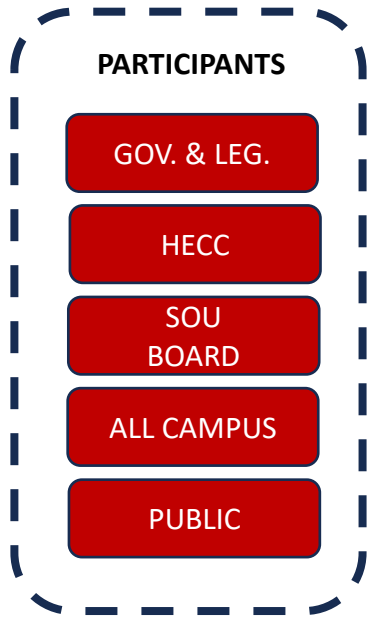 PARTICIPANTS
GOV. & LEG.
HECC
SOU
BOARD
ALL CAMPUS
PUBLIC